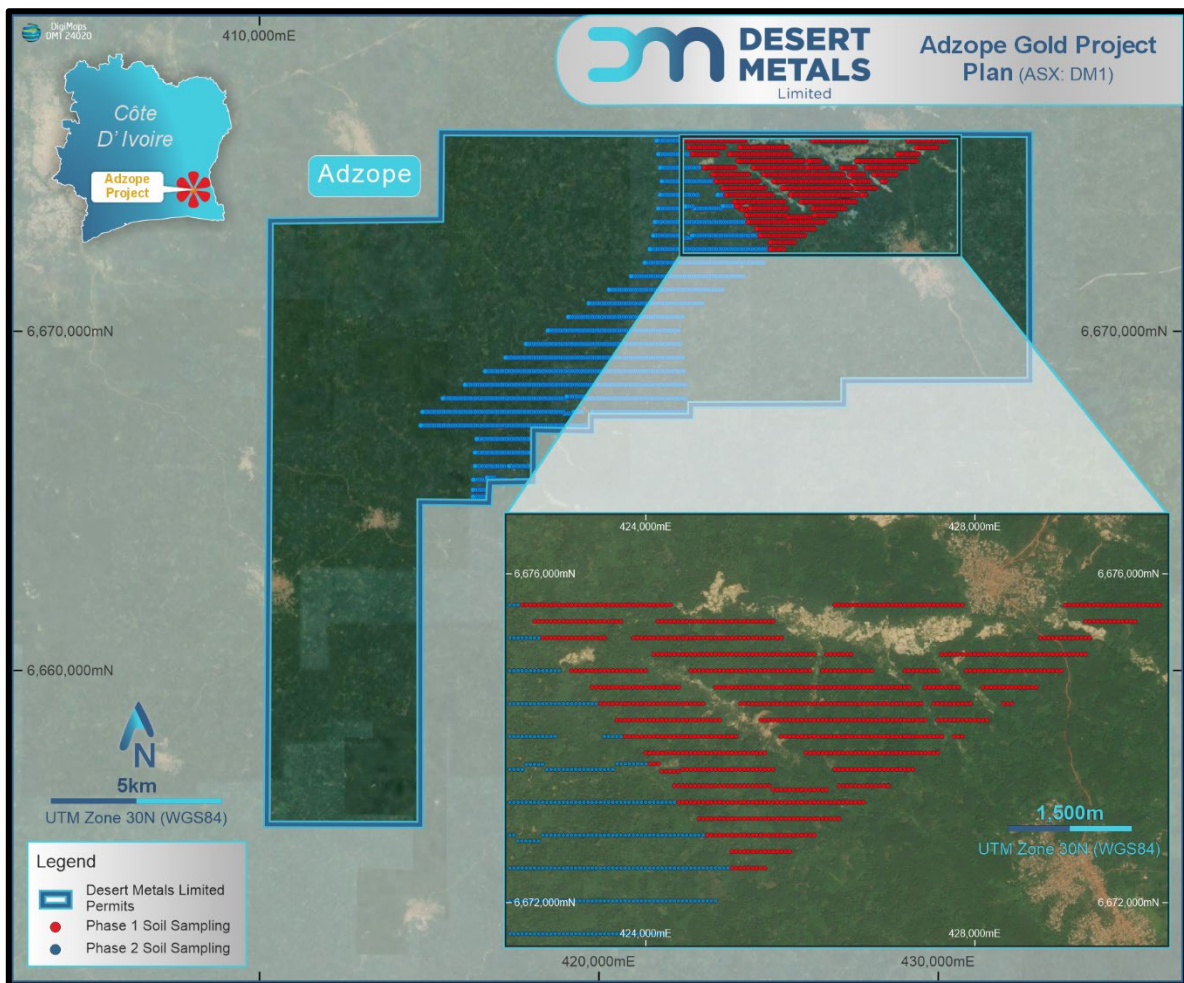 DigiMaps
DM1 24020
410,000mE
DESERT
METALS
Limited
Adzope Gold Project
Plan (ASX: DM1)
Côte
D' Ivoire
Adzope
Project
Adzope
6,670,000mN
6,670,000mN
424,000mE
428,000mE
6,676,000mN
6,676,000mN
6,660,000mN
N
5km
UTM Zone 30N (WGS84)
1,500m
UTM Zone 30N (WGS84)
Legend
Desert Metals Limited
Permits
Phase 1 Soil Sampling
Phase 2 Soil Sampling
6,672,000mN
6,672,000mN
424,000mE
428,000mE
420,000mE
430,000mE